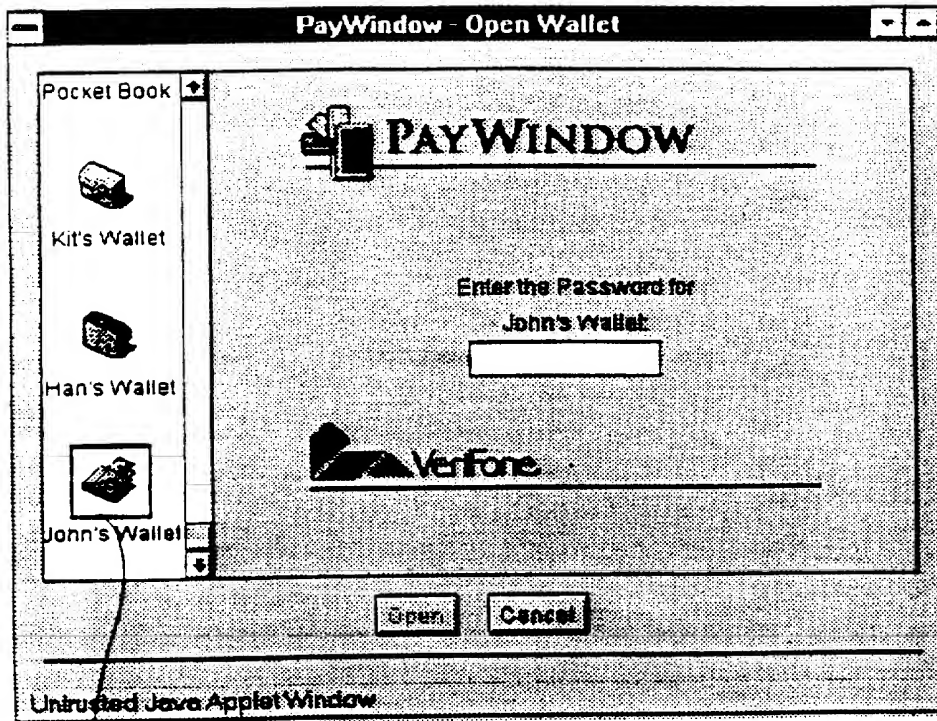 PayWindow - Open Wallet
Pocket Book
Kit's Wallet
Han's Wallet
John's Wallet
PAYWINDOW
Enter the Password for
John's Wallet:
VeriFone
Open
Cancel
Untrusted Java Applet Window